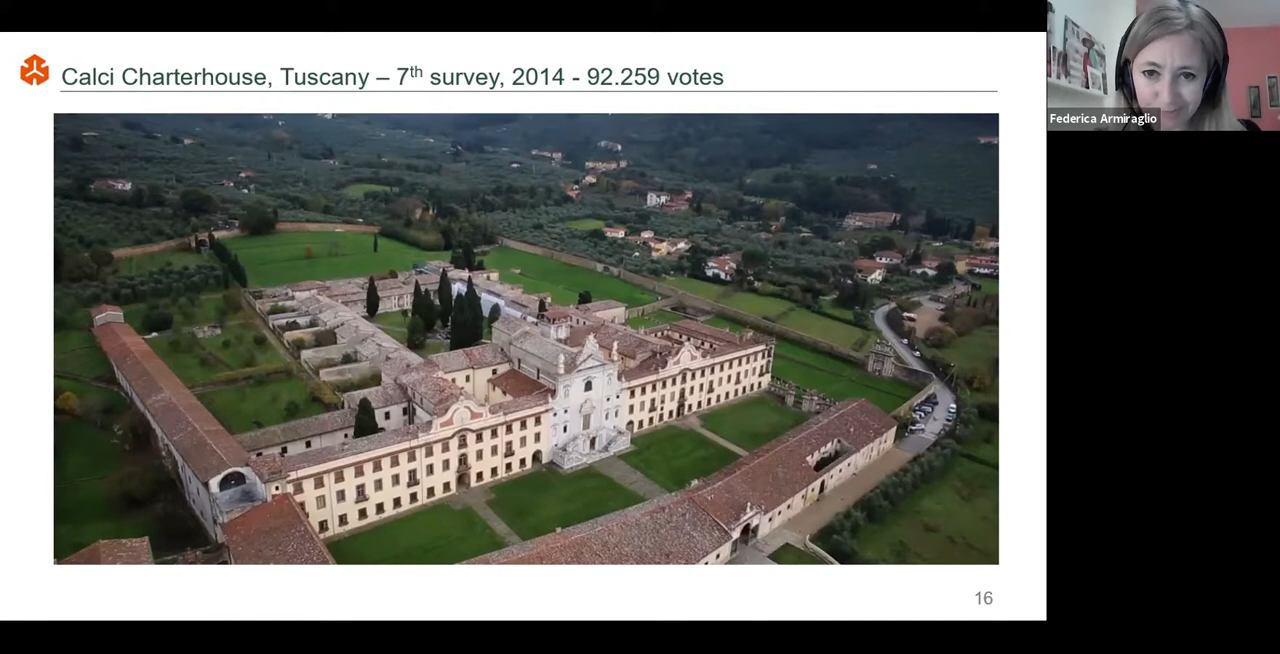 Calci Charterhouse, Tuscany – 7th survey, 2014 - 92.259 votes
Federica Armiraglio
16